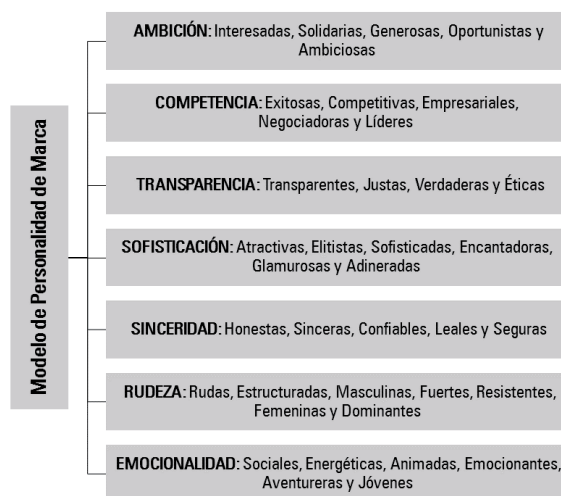 Modelo de Personalidad de Marca
AMBICIÓN: Interesadas, Solidarias, Generosas, Oportunistas y
Ambiciosas
COMPETENCIA: Exitosas, Competitivas, Empresariales,
Negociadoras y Líderes
TRANSPARENCIA: Transparentes, Justas, Verdaderas y Éticas
SOFISTICACIÓN: Atractivas, Elitistas, Sofisticadas, Encantadoras,
Glamurosas y Adineradas
SINCERIDAD: Honestas, Sinceras, Confiables, Leales y Seguras
RUDEZA: Rudas, Estructuradas, Masculinas, Fuertes, Resistentes,
Femeninas y Dominantes
EMOCIONALIDAD: Sociales, Energéticas, Animadas, Emocionantes,
Aventureras y Jóvenes